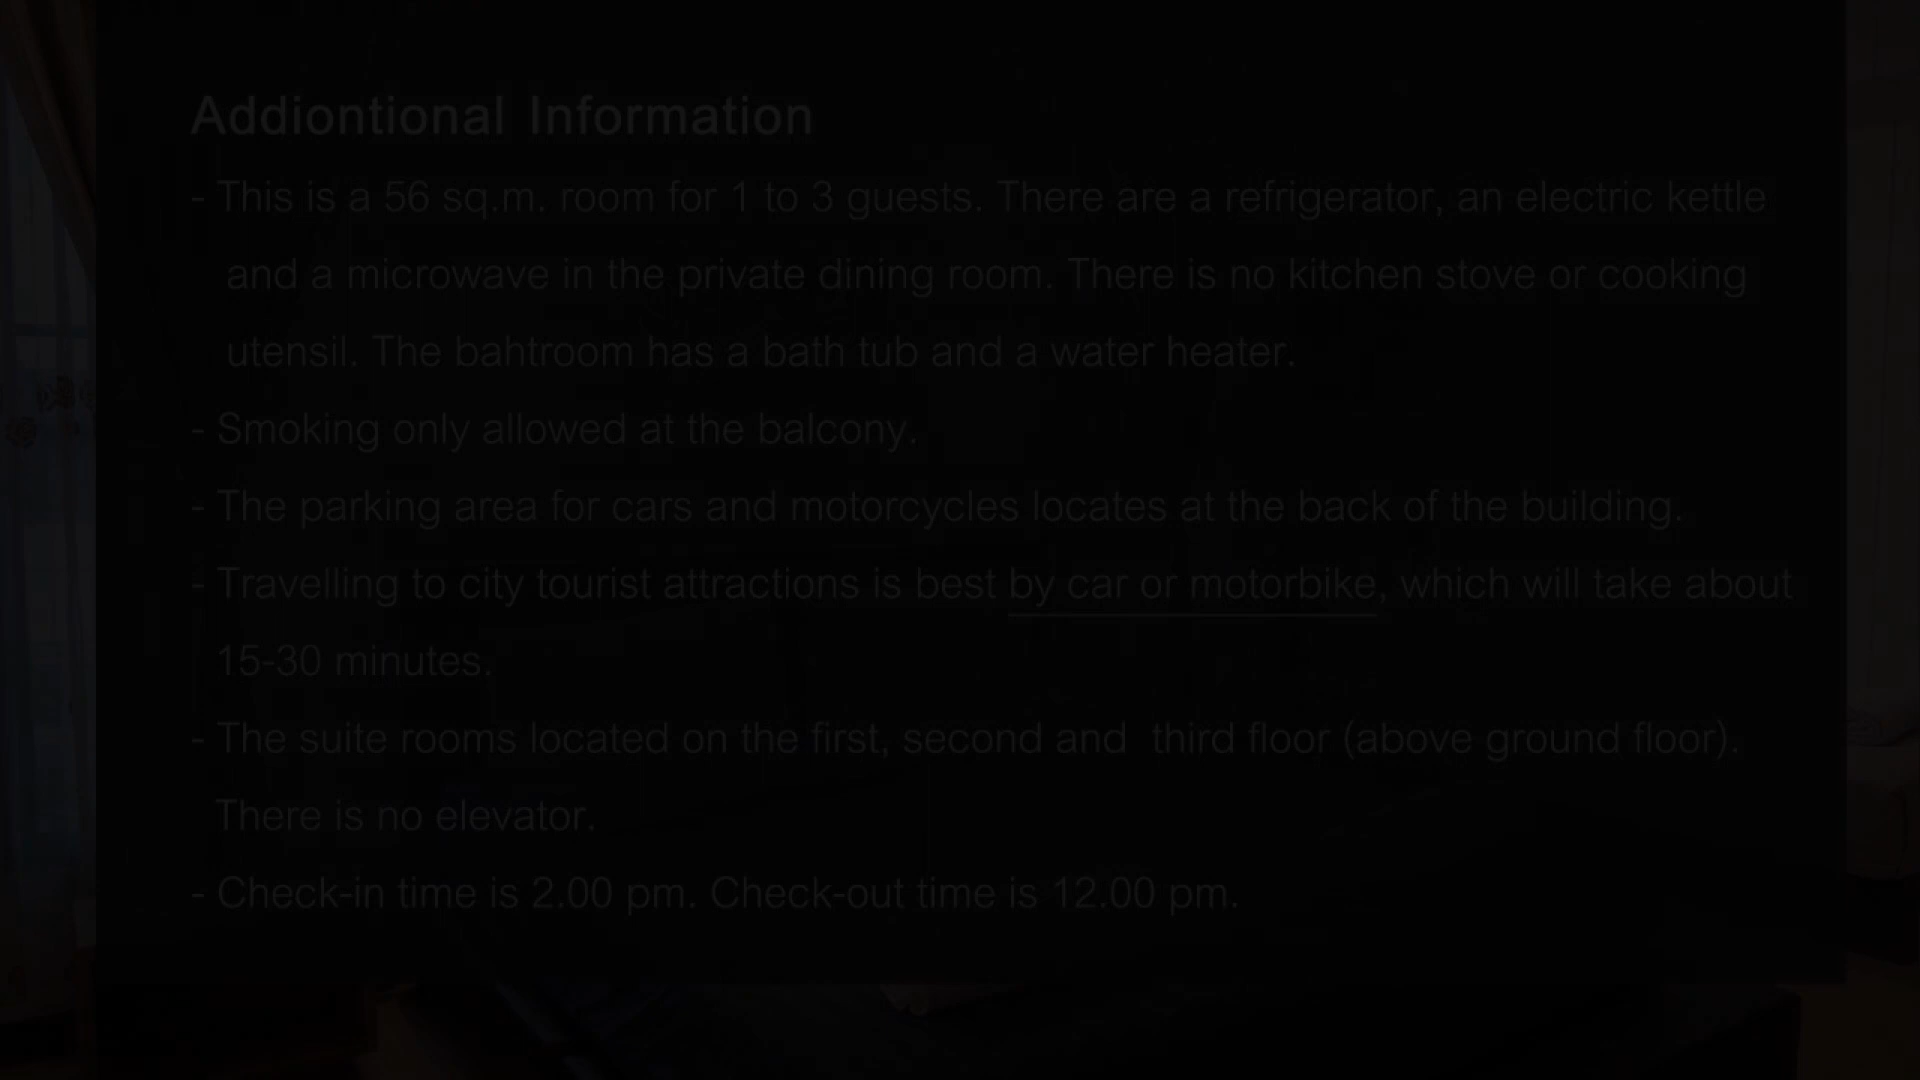 Addiontional Information
- This is a 56 sq.m. room for 1 to 3 guests. There are a refrigerator, an electric kettle
and a microwave in the private dining room. There is no kitchen stove or cooking
utensil. The bahtroom has a bath tub and a water heater.
- Smoking only allowed at the balcony.
- The parking area for cars and motorcycles locates at the back of the building.
- Travelling to city tourist attractions is best by car or motorbike, which will take about
15-30 minutes.
- The suite rooms located on the first, second and  third floor (above ground floor).
There is no elevator.
- Check-in time is 2.00 pm. Check-out time is 12.00 pm.